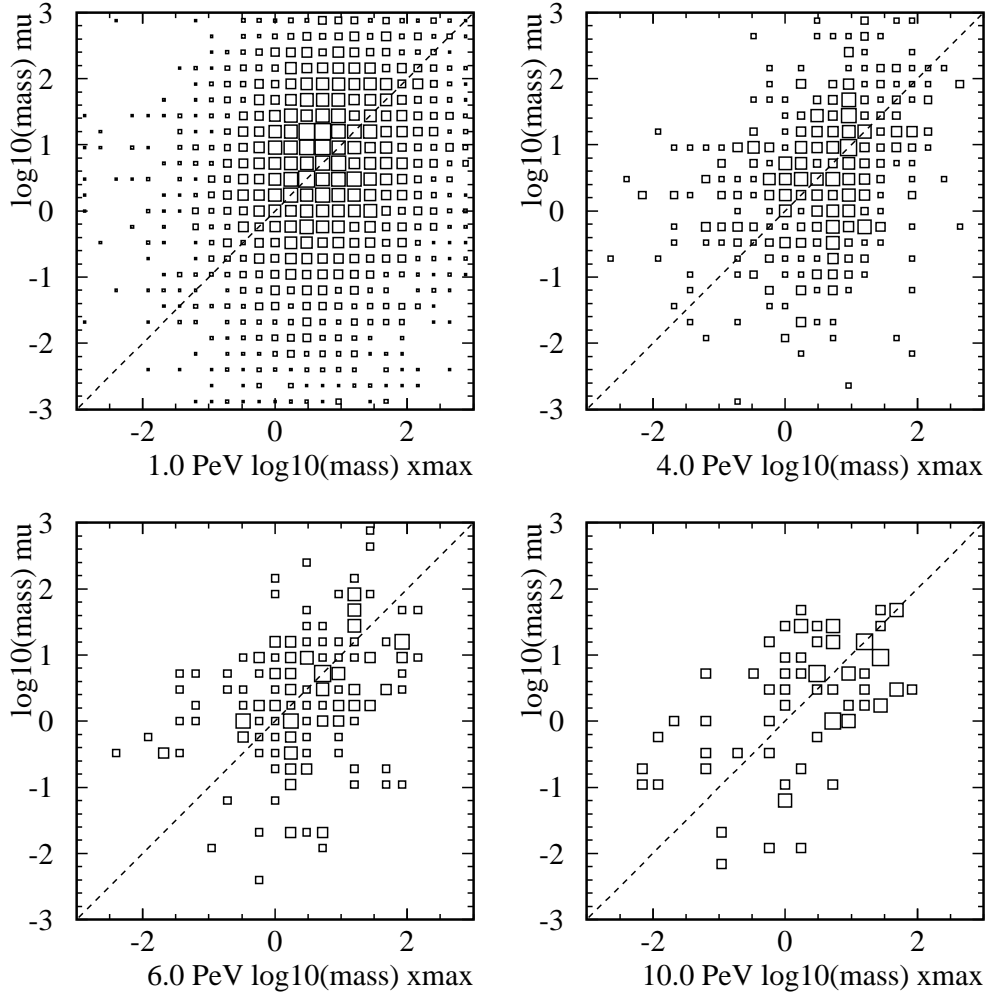 log10(mass) mu
3
2
1
0
-1
-2
-3
-2 0 2
1.0 PeV log10(mass) xmax
log10(mass) mu
3
2
1
0
-1
-2
-3
-2 0 2
4.0 PeV log10(mass) xmax
log10(mass) mu
3
2
1
0
-1
-2
-3
-2 0 2
6.0 PeV log10(mass) xmax
log10(mass) mu
3
2
1
0
-1
-2
-3
-2 0 2
10.0 PeV log10(mass) xmax